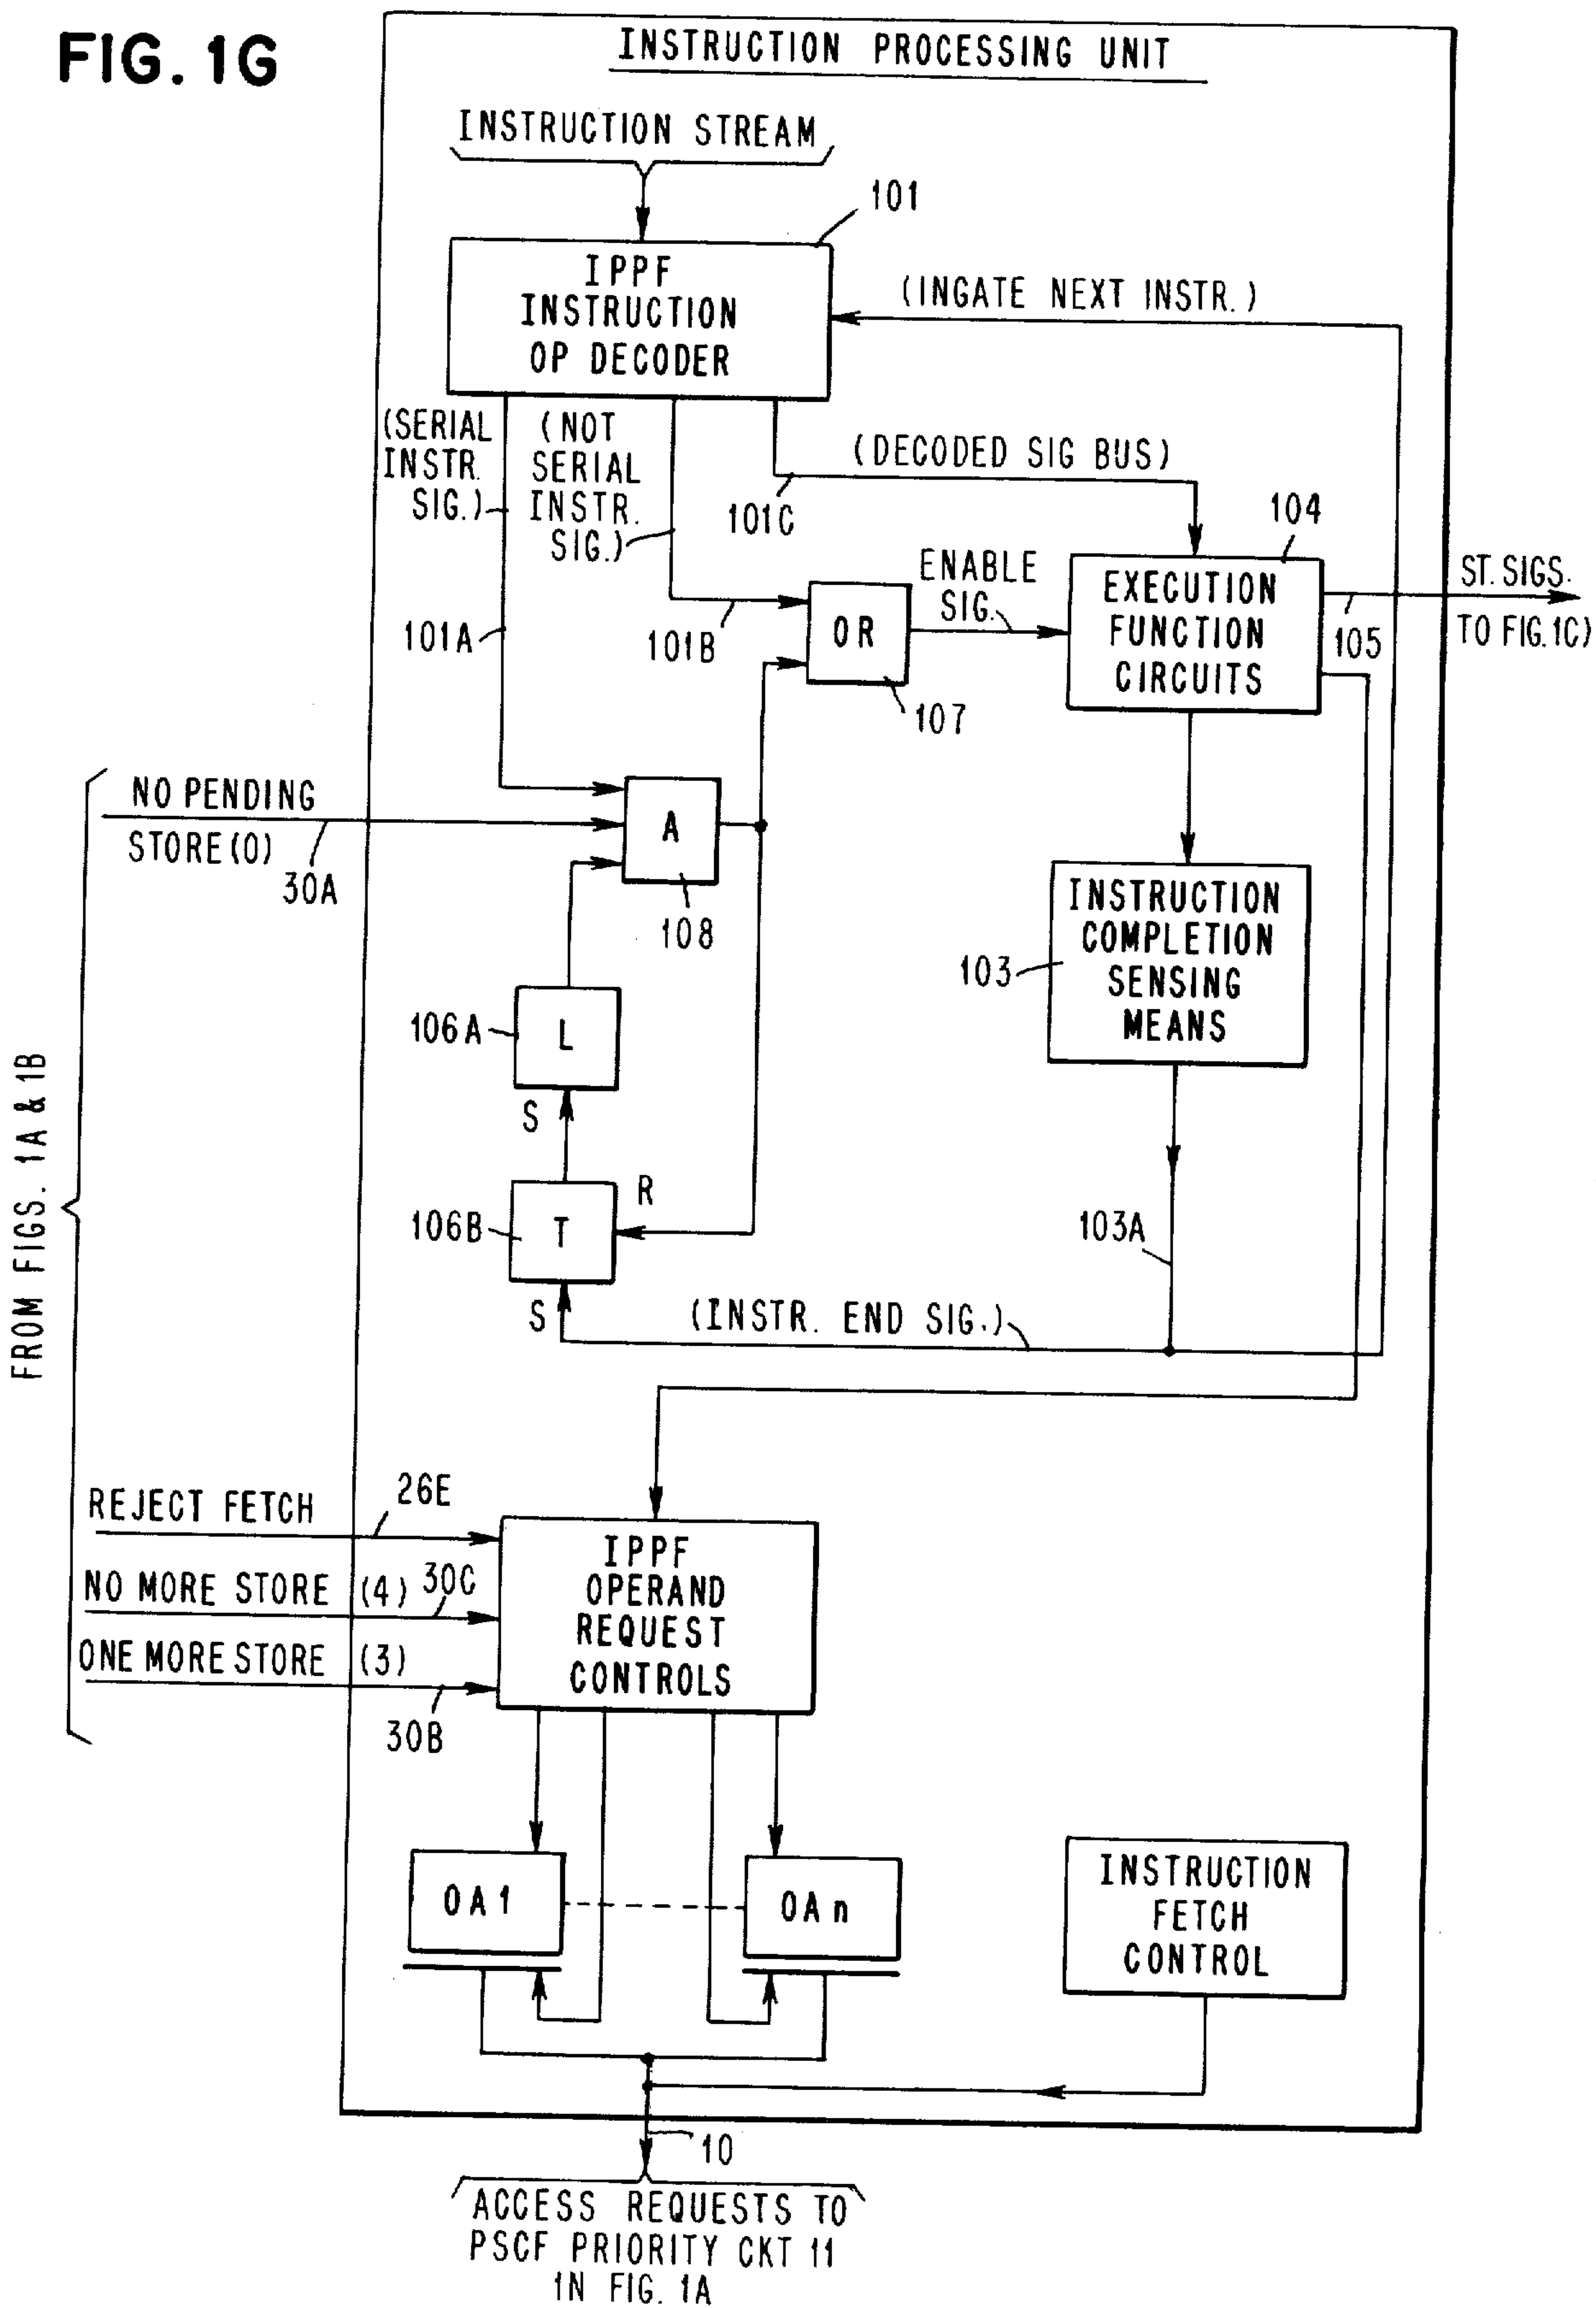 FIG. 1G
INSTRUCTION PROCESSING UNIT
INSTRUCTION STREAM
101
IPPF
INSTRUCTION
OP DECODER
(INGATE NEXT INSTR.)
(SERIAL
INSTR.
SIG.)
(NOT
SERIAL
INSTR.
SIG.)
(DECODED SIG BUS)
101C
104
101A
101B
OR
107
ENABLE
SIG.
EXECUTION
FUNCTION
CIRCUITS
ST. SIGS.
TO FIG. 1C)
105
NO PENDING
STORE (0)
30A
A
108
INSTRUCTION
COMPLETION
SENSING
MEANS
103
106A
L
S
106B
T
R
S
103A
(INSTR. END SIG.)
FROM FIGS. 1A & 1B
REJECT FETCH
26E
NO MORE STORE (4)
30C
ONE MORE STORE (3)
30B
IPPF
OPERAND
REQUEST
CONTROLS
OA1
OAn
INSTRUCTION
FETCH
CONTROL
10
ACCESS REQUESTS TO
PSCF PRIORITY CKT 11
1N FIG. 1A